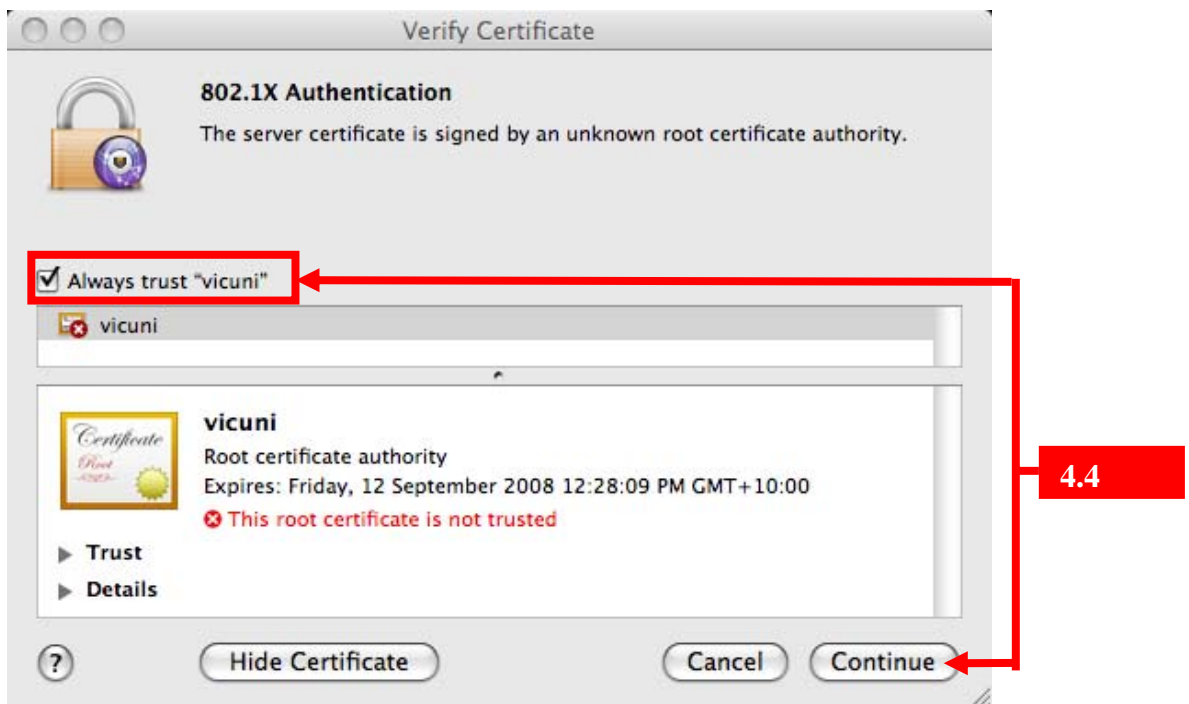 Verify Certificate
802.1X Authentication
The server certificate is signed by an unknown root certificate authority.
Always trust “vicuni”
vicuni
Certificate
Root
vicuni
Root certificate authority
Expires: Friday, 12 September 2008 12:28:09 PM GMT+10:00
This root certificate is not trusted
4.4
Trust
Details
?
Hide Certificate
Cancel
Continue